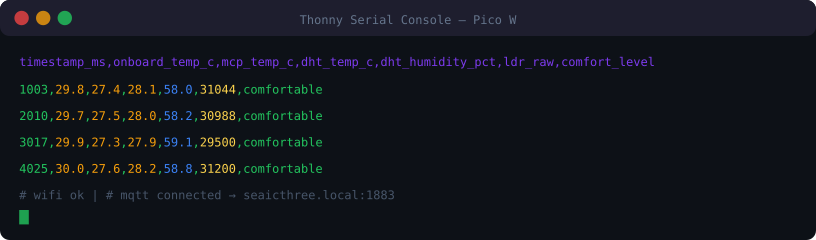 Thonny Serial Console — Pico W
timestamp_ms,onboard_temp_c,mcp_temp_c,dht_temp_c,dht_humidity_pct,ldr_raw,comfort_level
1003,29.8,27.4,28.1,58.0,31044,comfortable
2010,29.7,27.5,28.0,58.2,30988,comfortable
3017,29.9,27.3,27.9,59.1,29500,comfortable
4025,30.0,27.6,28.2,58.8,31200,comfortable
# wifi ok | # mqtt connected → seaicthree.local:1883